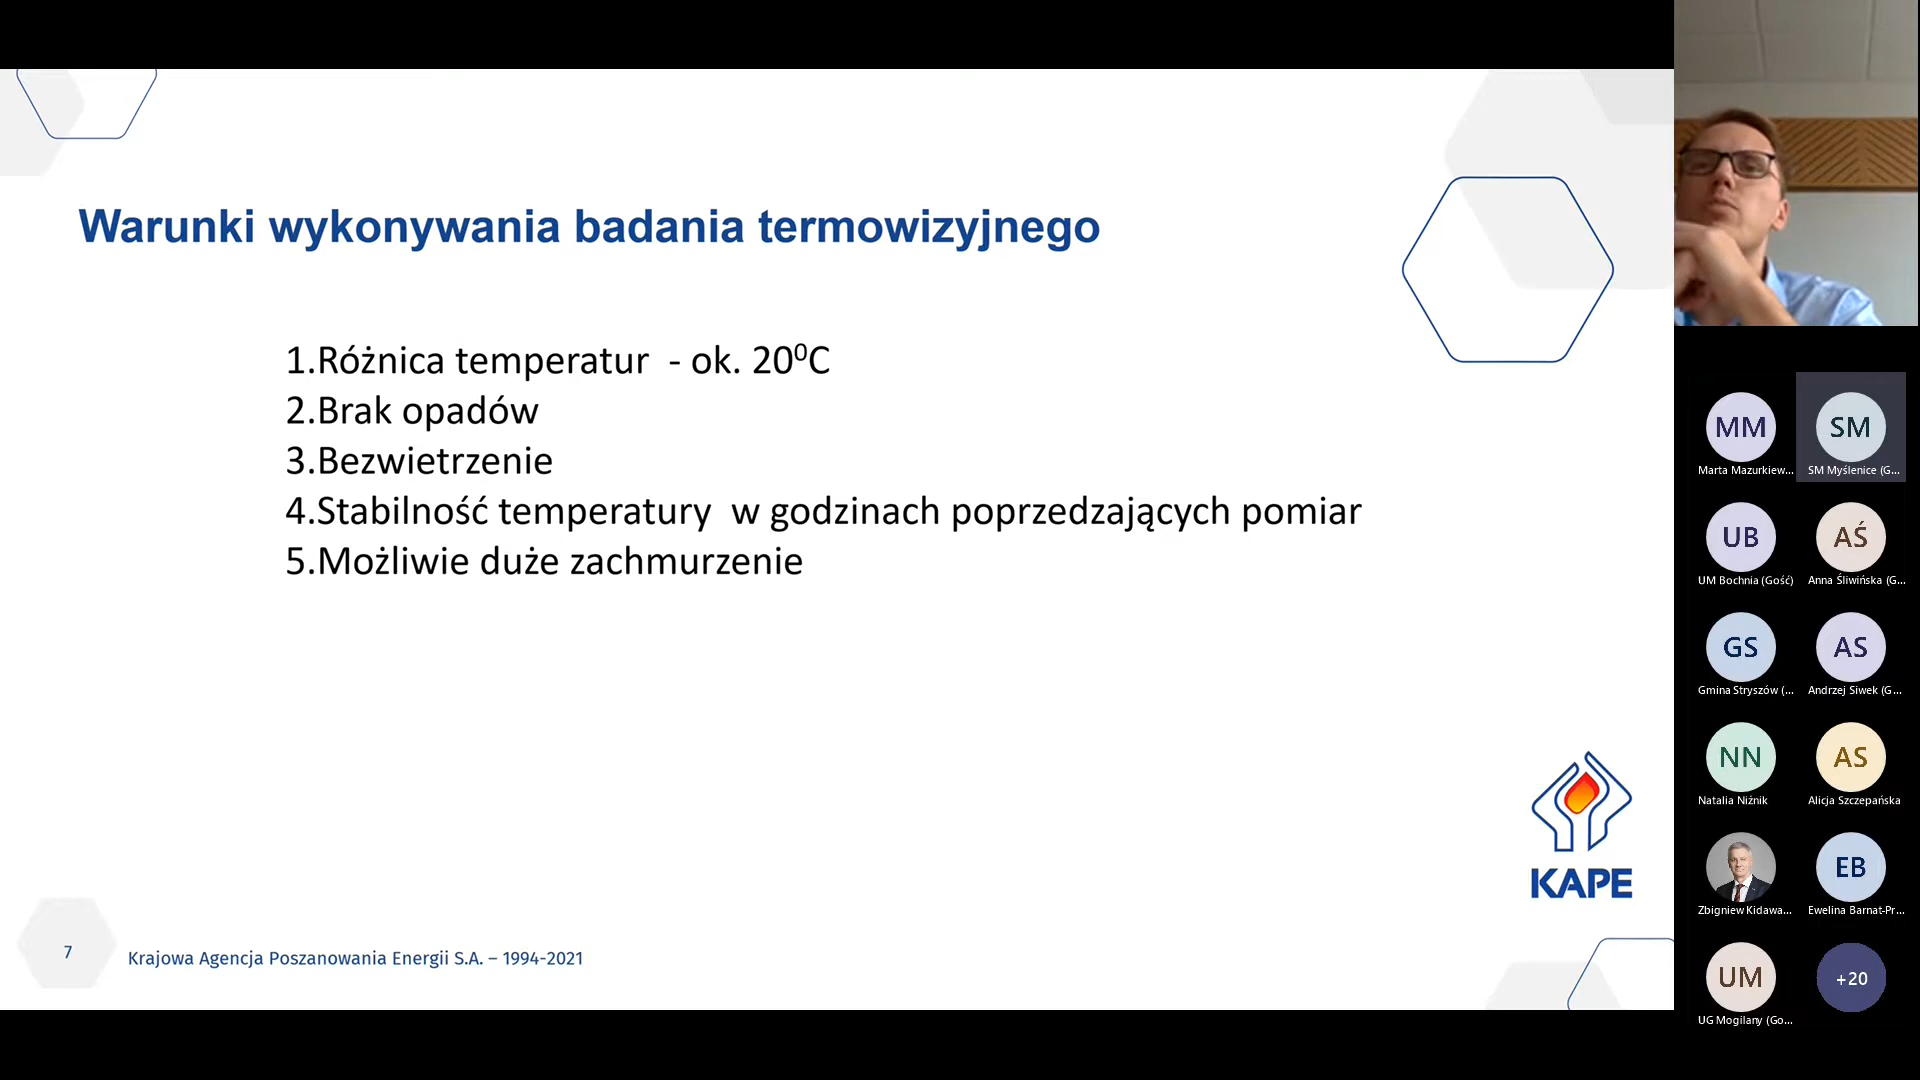 Warunki wykonywania badania termowizyjnego
1.Różnica temperatur - ok. 20⁰C
2.Brak opadów
3.Bezwietrzenie
4.Stabilność temperatury w godzinach poprzedzających pomiar
5.Możliwie duże zachmurzenie
KAPE
7
Krajowa Agencja Poszanowania Energii S.A. – 1994-2021
MM
SM
Marta Mazurkiew...
SM Myślenice (G...
UB
AŚ
UM Bochnia (Gość)
Anna Śliwińska (G...
GS
AS
Gmina Stryszów (...
Andrzej Siwek (G...
NN
AS
Natalia Niżnik
Alicja Szczepańska
EB
Zbigniew Kidawa...
Ewelina Barnat-Pr...
UM
+20
UG Mogilany (Go...